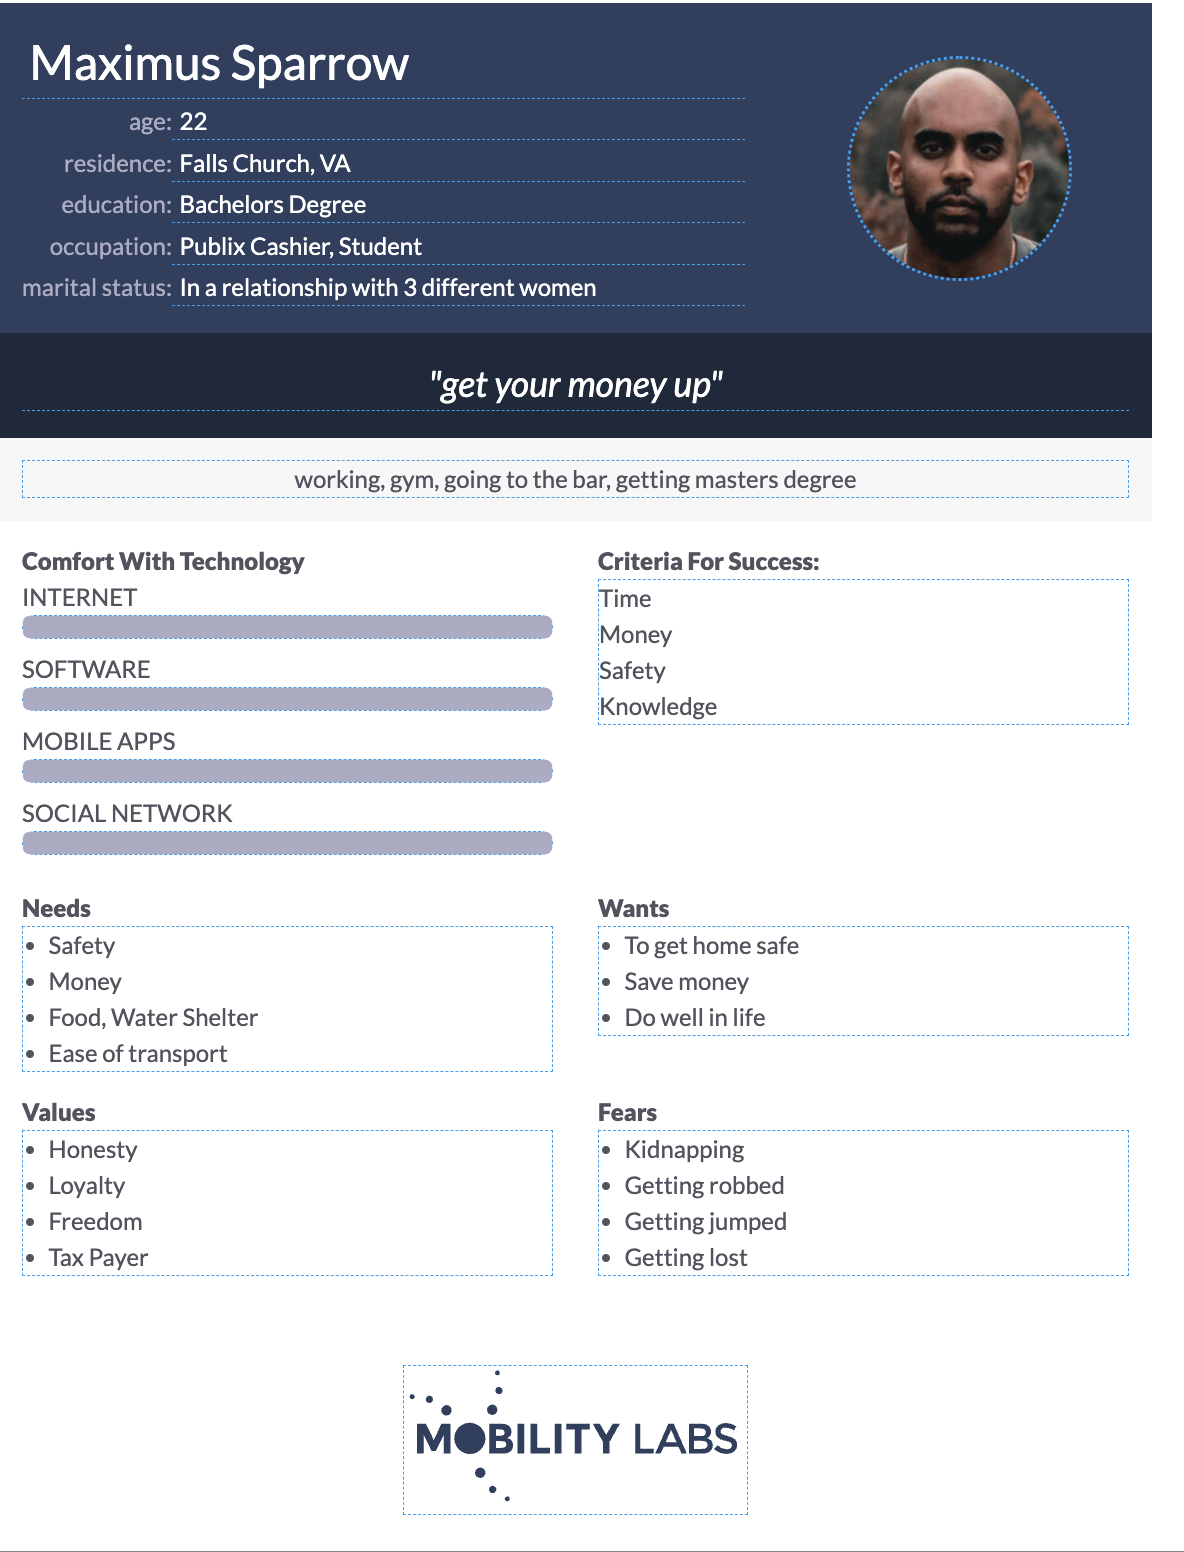 Maximus Sparrow
age: 22
residence: Falls Church, VA
education: Bachelors Degree
occupation: Publix Cashier, Student
marital status: In a relationship with 3 different women
"get your money up"
working, gym, going to the bar, getting masters degree
Comfort With Technology
INTERNET
SOFTWARE
MOBILE APPS
SOCIAL NETWORK
Criteria For Success:
Time
Money
Safety
Knowledge
Needs
• Safety
• Money
• Food, Water Shelter
• Ease of transport
Wants
• To get home safe
• Save money
• Do well in life
Values
• Honesty
• Loyalty
• Freedom
• Tax Payer
Fears
• Kidnapping
• Getting robbed
• Getting jumped
• Getting lost
MOBILITY LABS